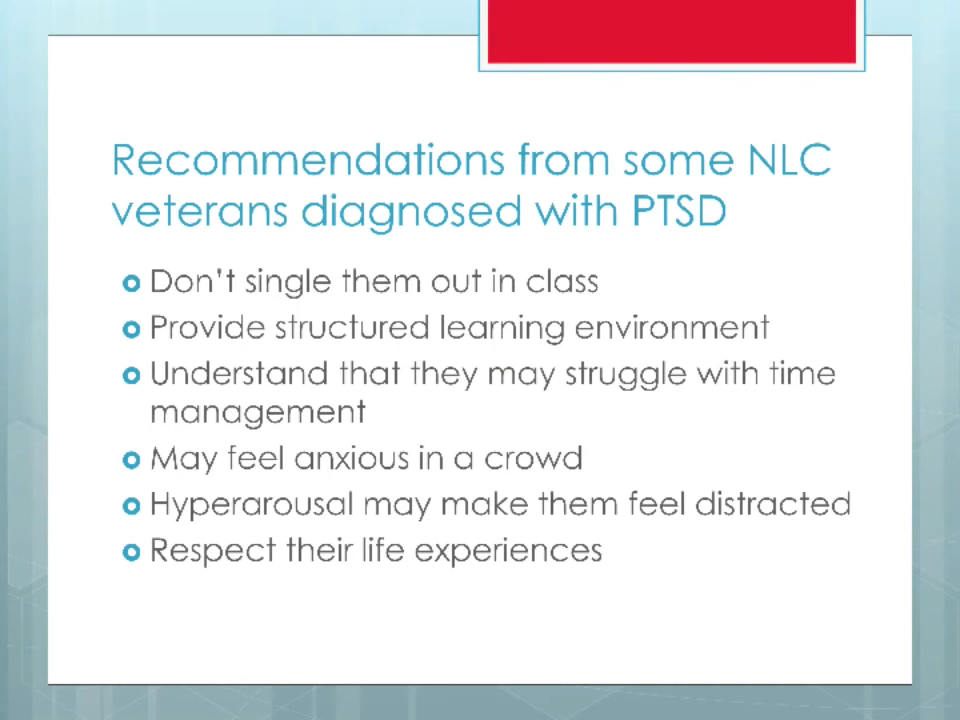 Recommendations from some NLC
veterans diagnosed with PTSD
Don't single them out in class
Provide structured learning environment
Understand that they may struggle with time
management
May feel anxious in a crowd
Hyperarousal may make them feel distracted
Respect their life experiences